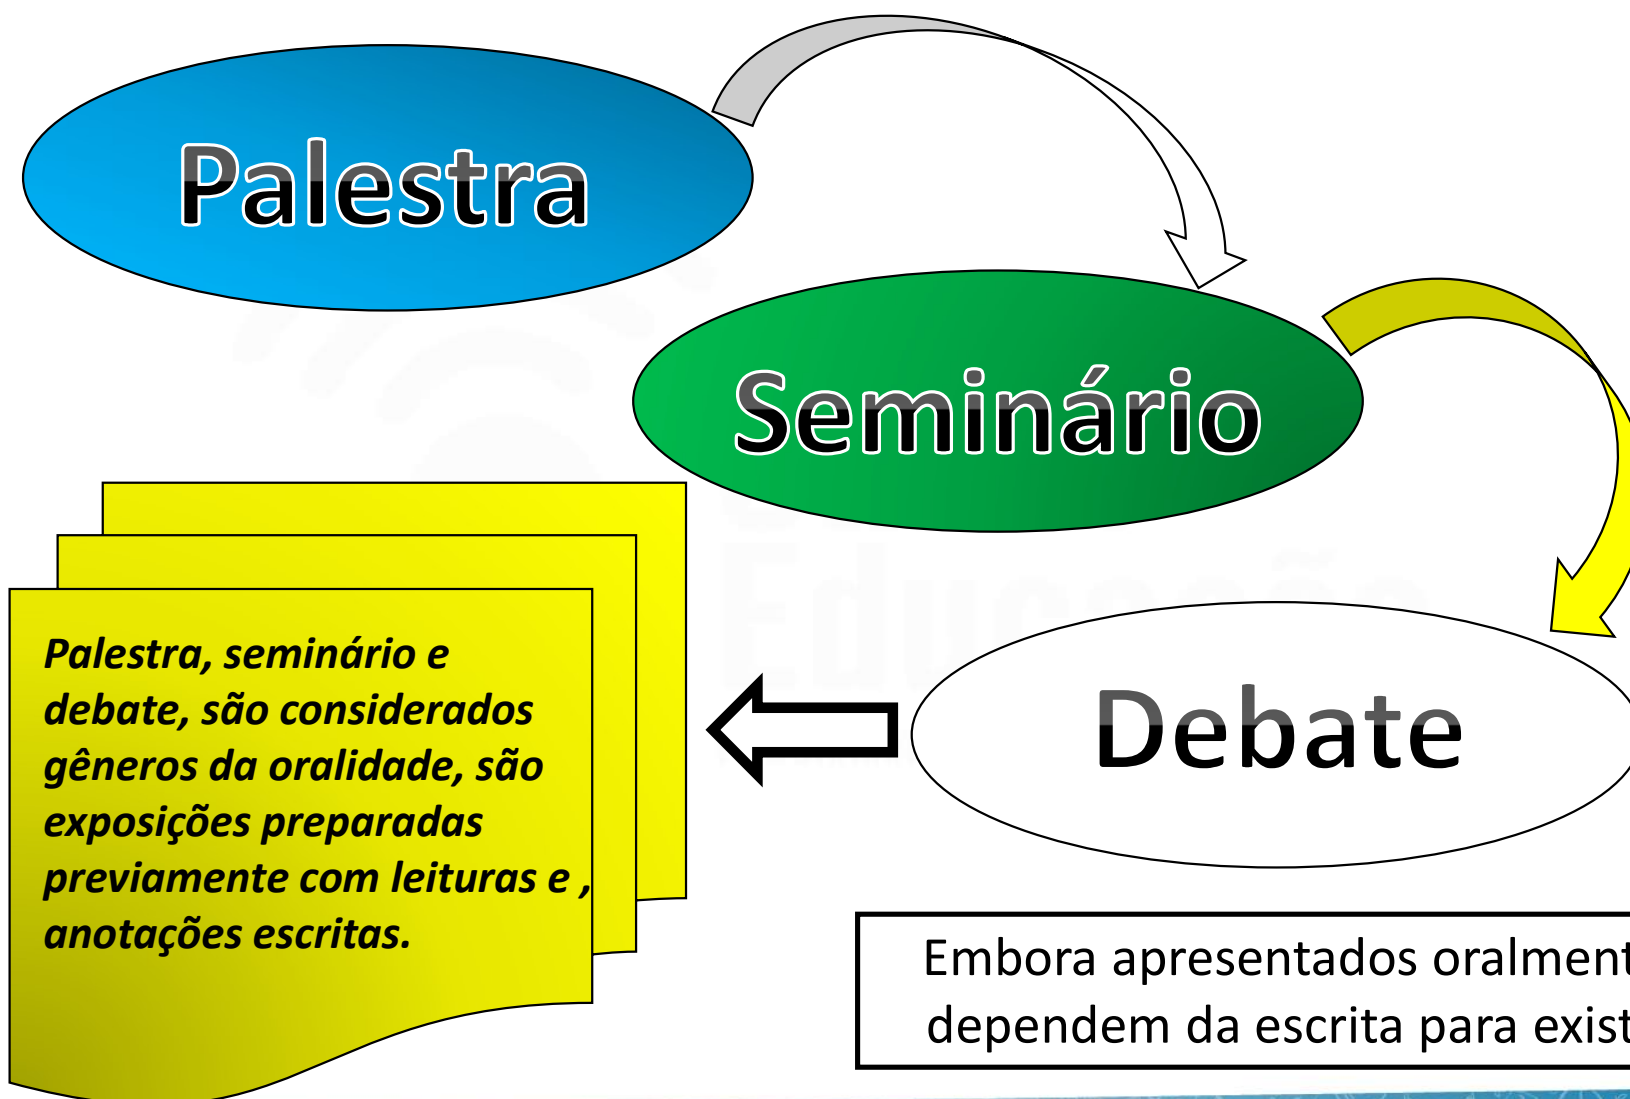 Palestra
Seminário
Debate
Palestra, seminário e
debate, são considerados
gêneros da oralidade, são
exposições preparadas
previamente com leituras e ,
anotações escritas.
Embora apresentados oralment
dependem da escrita para exist